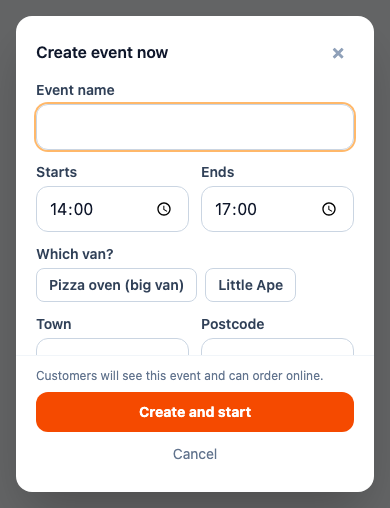 Create event now ×
Event name
Starts Ends
14:00 17:00
Which van?
Pizza oven (big van) Little Ape
Town Postcode
Customers will see this event and can order online.
Create and start
Cancel